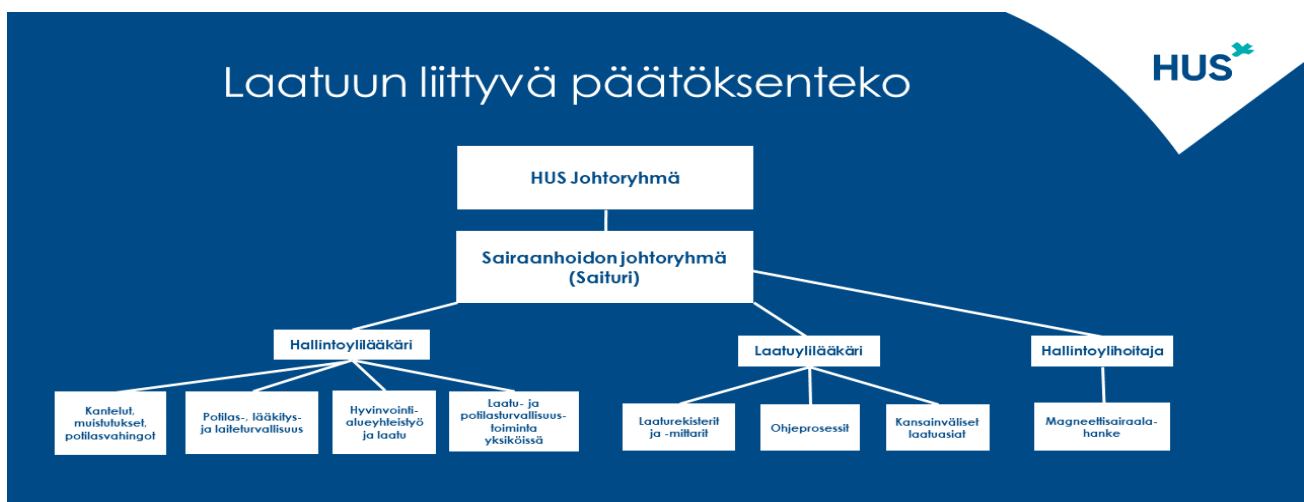 Laatuun liittyvä päätöksenteko
HUS
HUS Johtoryhmä
Sairaanhoidon johtoryhmä
(Saituri)
Hallintoylilääkäri
Laatuylilääkäri
Hallintoylihoitaja
Kantelut,
muistutukset,
potilasvahingot
Potilas-, lääkitys-
ja laiteturvallisuus
Hyvinvointi-
alueyhteistyö
ja laatu
Laatu- ja
potilasturvallisuus-
toiminta
yksiköissä
Laaturekisterit
ja -mittarit
Ohjeprosessit
Kansainväliset
laatuasiat
Magneettisairaala-
hanke